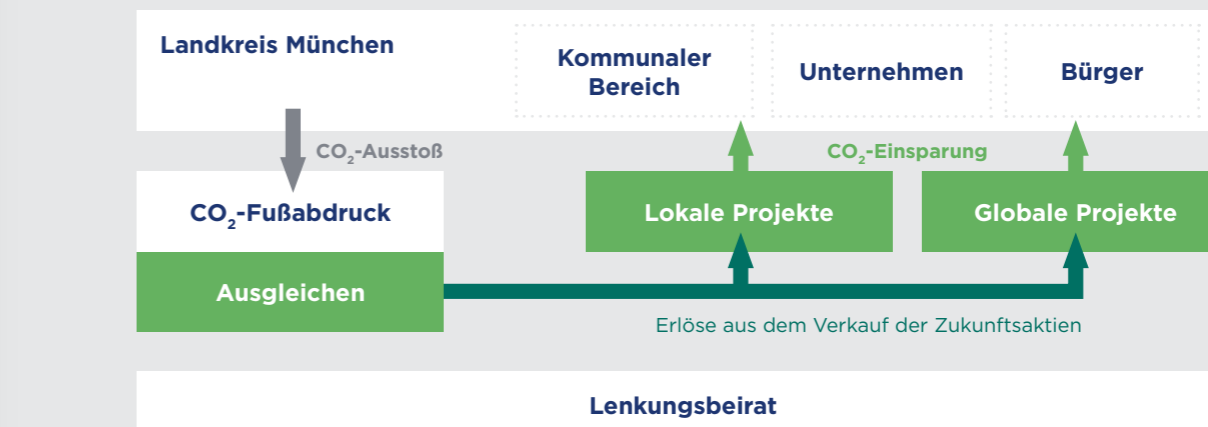 Landkreis München
Kommunaler
Bereich
Unternehmen
Bürger
CO₂-Ausstoß
CO₂-Einsparung
CO₂-Fußabdruck
Lokale Projekte
Globale Projekte
Ausgleichen
Erlöse aus dem Verkauf der Zukunftsaktien
Lenkungsbeirat